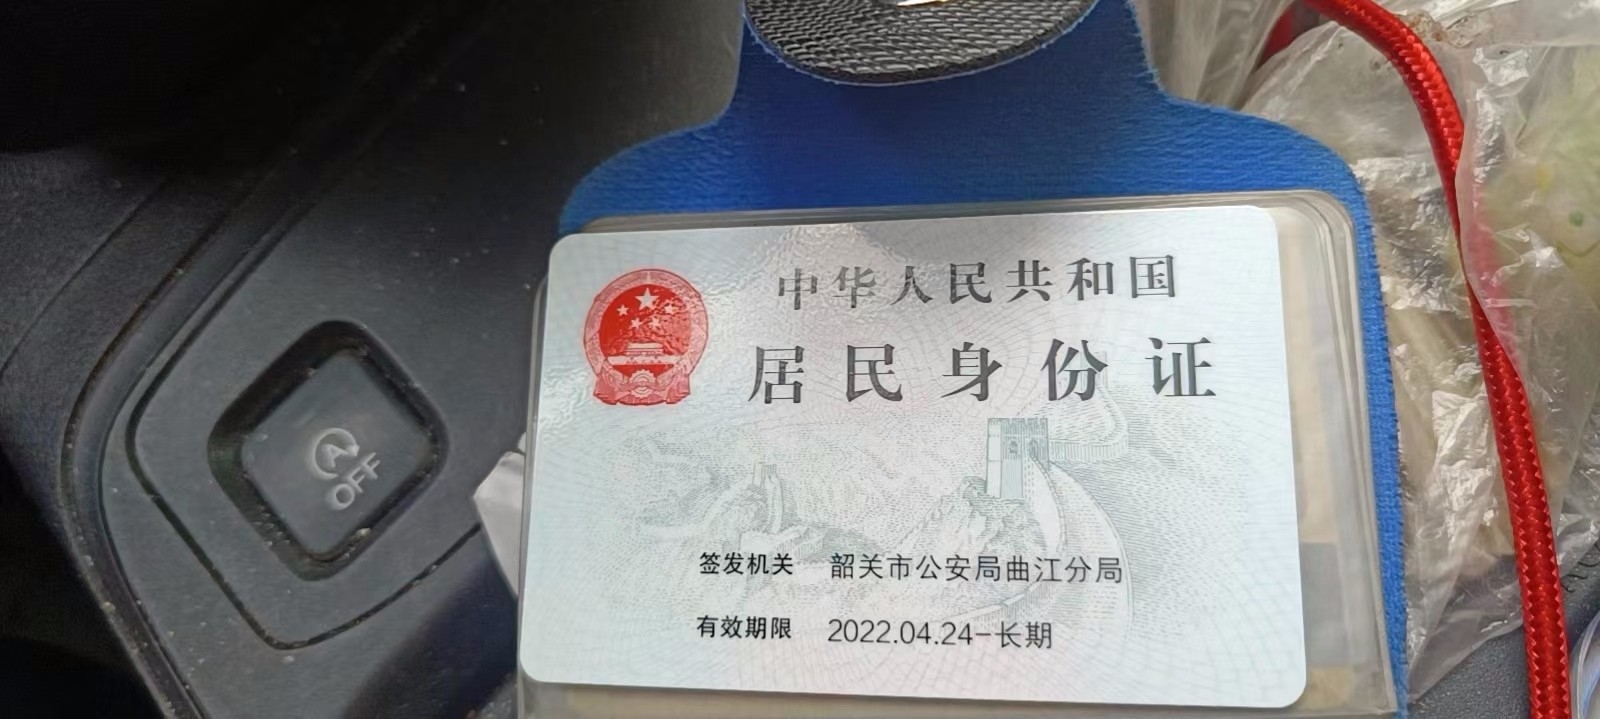 中华人民共和国
居民身份证
签发机关 韶关市公安局曲江分局
有效期限 2022.04.24-长期
A
OFF